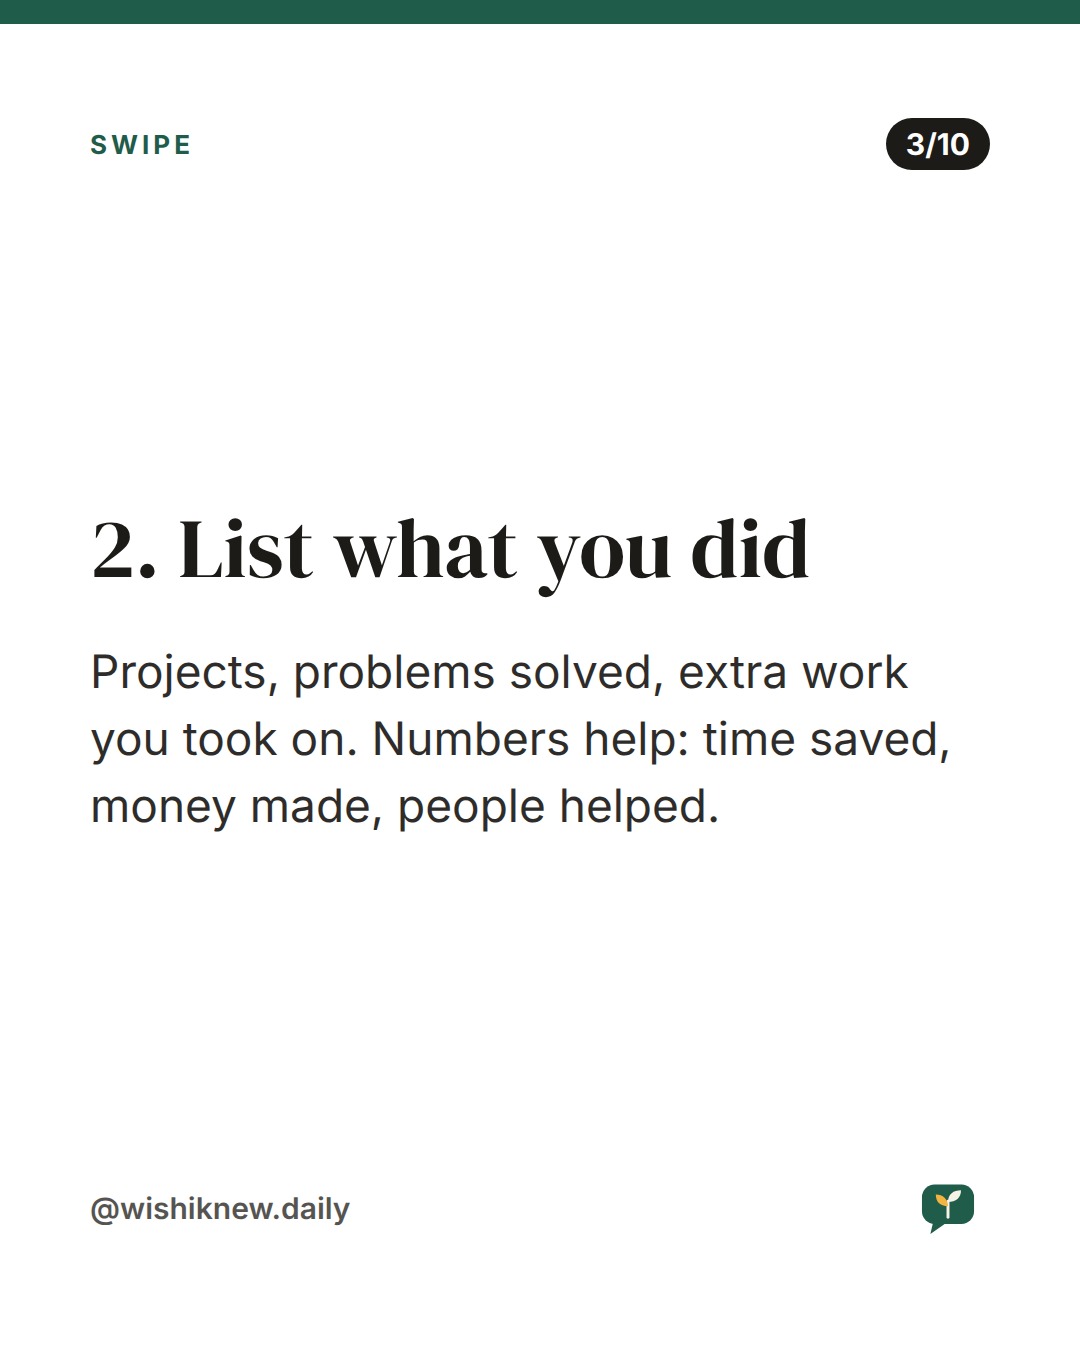 SWIPE
3/10
2. List what you did
Projects, problems solved, extra work
you took on. Numbers help: time saved,
money made, people helped.
@wishiknew.daily